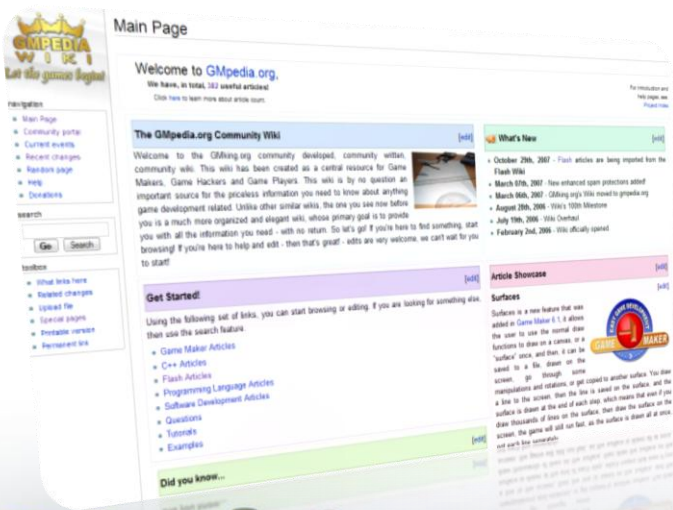 GMPEDIA
WIKI
Let the games begin!
navigation
Main Page
Community portal
Current events
Recent changes
Random page
Help
Donations
search
Go Search
toolbox
What links here
Related changes
Upload file
Special pages
Printable version
Permanent link
Main Page
Welcome to GMpedia.org,
We have, in total, 383 useful articles!
Click here to learn more about article count.
For introduction and
help pages see:
Project Index
The GMpedia.org Community Wiki [edit]
Welcome to the GMking.org community developed, community written,
community wiki. This wiki has been created as a central resource for Game
Makers, Game Hackers and Game Players. This wiki is by no question an
important source for the priceless information you need to know about anything
game development related. Unlike other similar wikis, the one you see before
you is a much more organized and elegant wiki, whose primary goal is to provide
you with all the information you need - with no return. So let's go! If you're here to find something, start
browsing! If you're here to help and edit - then that's great! - edits are very welcome, we can't wait for you
to start!
Get Started! [edit]
Using the following set of links, you can start browsing or editing. If you are looking for something else,
then use the search feature.
Game Maker Articles
C++ Articles
Flash Articles
Programming Language Articles
Software Development Articles
Questions
Tutorials
Examples
Did you know... [edit]
What's New [edit]
October 29th, 2007 - Flash articles are being imported from the
Flash Wiki
March 07th, 2007 - New enhanced spam protections added!
March 06th, 2007 - GMking.org's Wiki moved to gmpedia.org
August 20th, 2006 - Wiki's 100th Milestone
July 19th, 2006 - Wiki Overhaul
February 2nd, 2006 - Wiki officially opened.
Article Showcase [edit]
Surfaces [edit]
Surfaces is a new feature that was
added in Game Maker 6.1, it allows
the user to use the normal draw
functions to draw on a canvas, or a
"surface" once, and then, it can be
saved to a file, drawn on the
screen, go through some
manipulations and rotations, or get copied to another surface. You draw
a line to the screen, then the line is saved on the surface, and the
surface is drawn at the end of each step, which means that even if you
draw thousands of lines on the surface, then draw the surface on the
screen, the game will still run fast, as the surface is drawn all at once,
not each line separately.
GAME MAKER